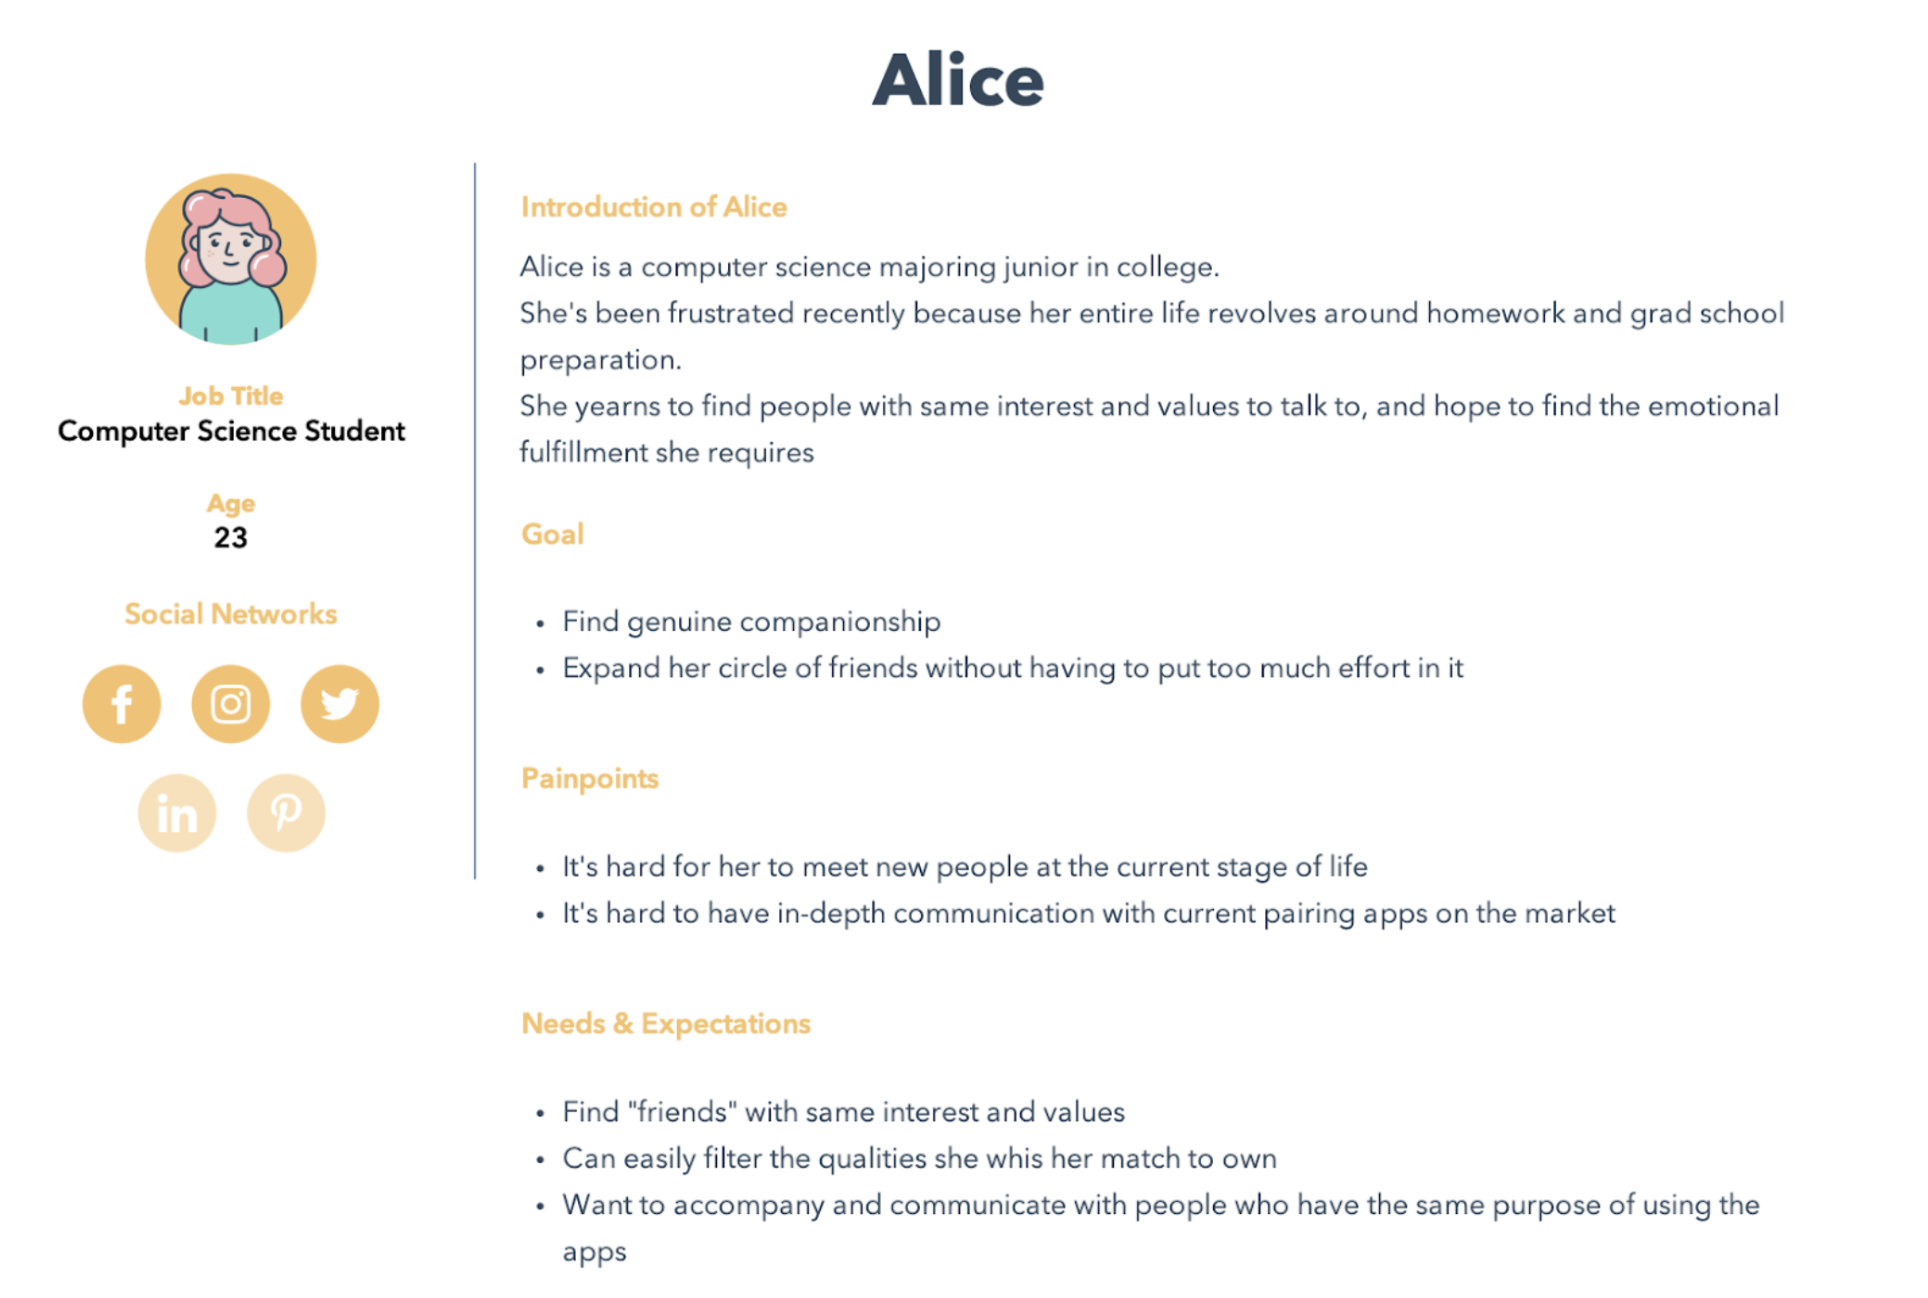 Alice
Job Title
Computer Science Student
Age
23
Social Networks
f
in
Introduction of Alice
Alice is a computer science majoring junior in college.
She's been frustrated recently because her entire life revolves around homework and grad school
preparation.
She yearns to find people with same interest and values to talk to, and hope to find the emotional
fulfillment she requires
Goal
• Find genuine companionship
• Expand her circle of friends without having to put too much effort in it
Painpoints
• It's hard for her to meet new people at the current stage of life
• It's hard to have in-depth communication with current pairing apps on the market
Needs & Expectations
• Find "friends" with same interest and values
• Can easily filter the qualities she whis her match to own
• Want to accompany and communicate with people who have the same purpose of using the
apps